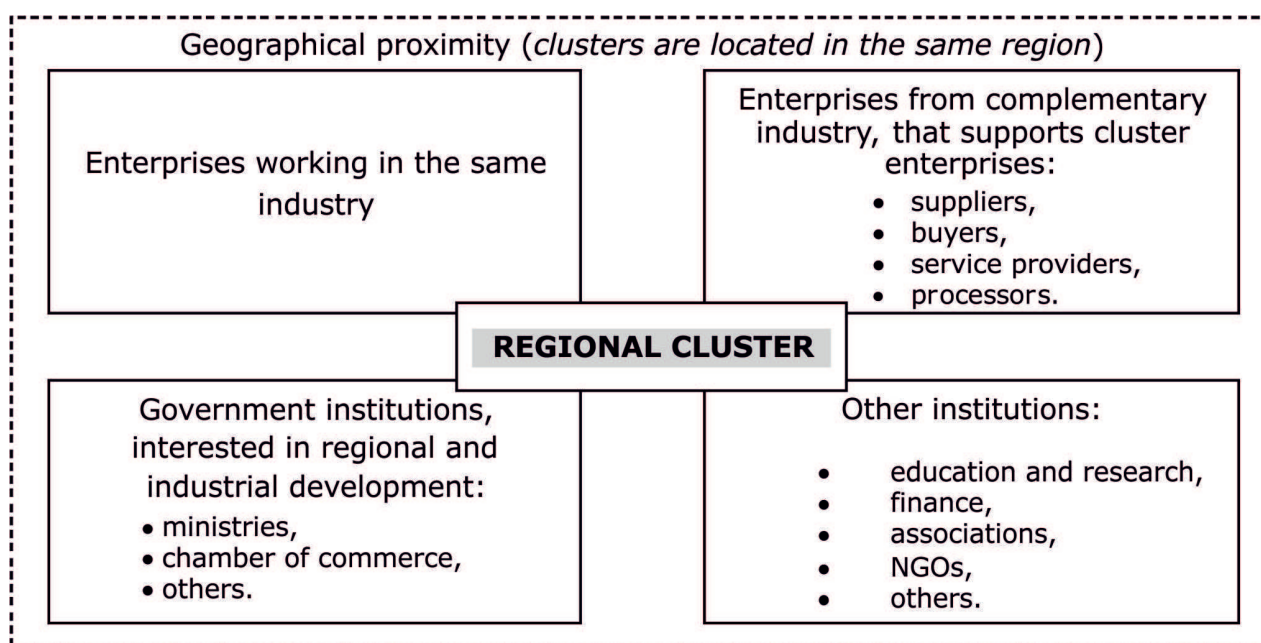 Geographical proximity (clusters are located in the same region)
Enterprises working in the same
industry
Enterprises from complementary
industry, that supports cluster
enterprises:
• suppliers,
• buyers,
• service providers,
• processors.
REGIONAL CLUSTER
Government institutions,
interested in regional and
industrial development:
• ministries,
• chamber of commerce,
• others.
Other institutions:
• education and research,
• finance,
• associations,
• NGOs,
• others.